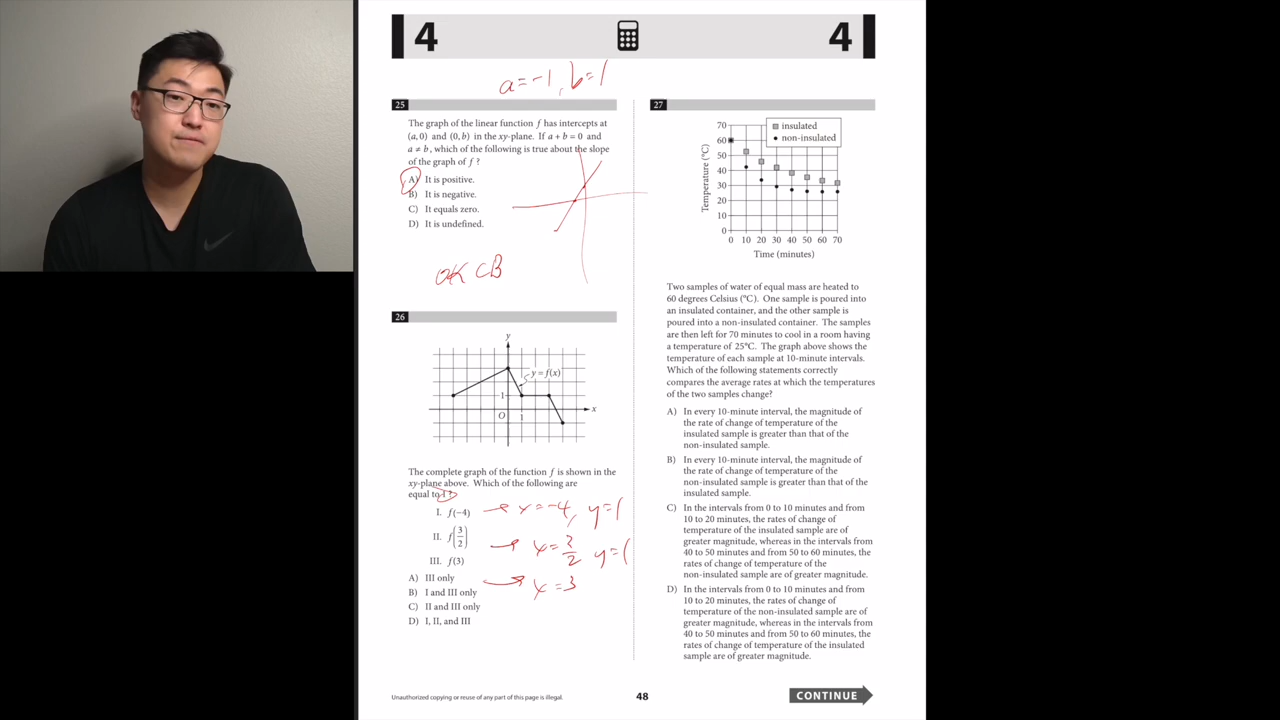 4
4
a=-1, b=1
25
The graph of the linear function f has intercepts at
(a, 0) and (0, b) in the xy-plane. If a + b = 0 and
a ≠ b, which of the following is true about the slope
of the graph of f ?
A) It is positive.
B) It is negative.
C) It equals zero.
D) It is undefined.
OK CB
26
y
y = f(x)
1
O
1
x
The complete graph of the function f is shown in the
xy-plane above. Which of the following are
equal to 1 ?
I. f(−4)
→ x=-4, y=1
II. f(3/2)
→ x=3/2 y=1
III. f(3)
→ x=3
A) III only
B) I and III only
C) II and III only
D) I, II, and III
27
70
60
50
40
30
20
10
0
insulated
non-insulated
Temperature (°C)
0 10 20 30 40 50 60 70
Time (minutes)
Two samples of water of equal mass are heated to
60 degrees Celsius (°C). One sample is poured into
an insulated container, and the other sample is
poured into a non-insulated container. The samples
are then left for 70 minutes to cool in a room having
a temperature of 25°C. The graph above shows the
temperature of each sample at 10-minute intervals.
Which of the following statements correctly
compares the average rates at which the temperatures
of the two samples change?
A) In every 10-minute interval, the magnitude of
the rate of change of temperature of the
insulated sample is greater than that of the
non-insulated sample.
B) In every 10-minute interval, the magnitude of
the rate of change of temperature of the
non-insulated sample is greater than that of the
insulated sample.
C) In the intervals from 0 to 10 minutes and from
10 to 20 minutes, the rates of change of
temperature of the insulated sample are of
greater magnitude, whereas in the intervals from
40 to 50 minutes and from 50 to 60 minutes, the
rates of change of temperature of the
non-insulated sample are of greater magnitude.
D) In the intervals from 0 to 10 minutes and from
10 to 20 minutes, the rates of change of
temperature of the non-insulated sample are of
greater magnitude, whereas in the intervals from
40 to 50 minutes and from 50 to 60 minutes, the
rates of change of temperature of the insulated
sample are of greater magnitude.
Unauthorized copying or reuse of any part of this page is illegal.
48
CONTINUE